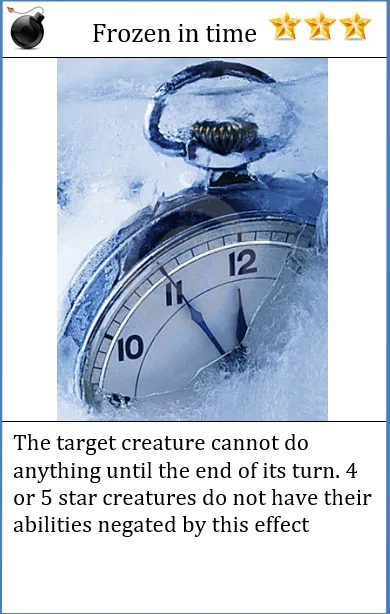 Frozen in time
12
11
10
The target creature cannot do
anything until the end of its turn. 4
or 5 star creatures do not have their
abilities negated by this effect